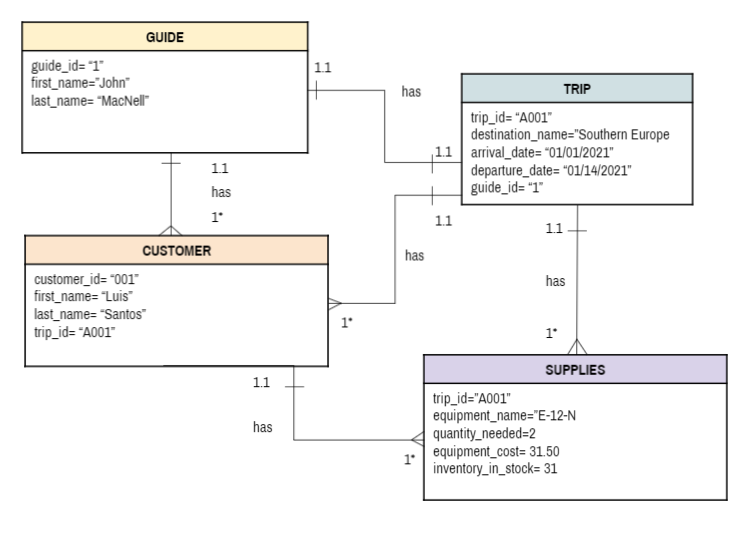 GUIDE
guide_id= “1”
first_name=”John”
last_name= “MacNell”
1.1
has
1.1
TRIP
trip_id= “A001”
destination_name=”Southern Europe
arrival_date= “01/01/2021”
departure_date= “01/14/2021”
guide_id= “1”
1.1
has
1*
1.1
has
1*
CUSTOMER
customer_id= “001”
first_name= “Luis”
last_name= “Santos”
trip_id= “A001”
1.1
has
1*
1.1
has
1*
SUPPLIES
trip_id=”A001”
equipment_name=”E-12-N
quantity_needed=2
equipment_cost= 31.50
inventory_in_stock= 31